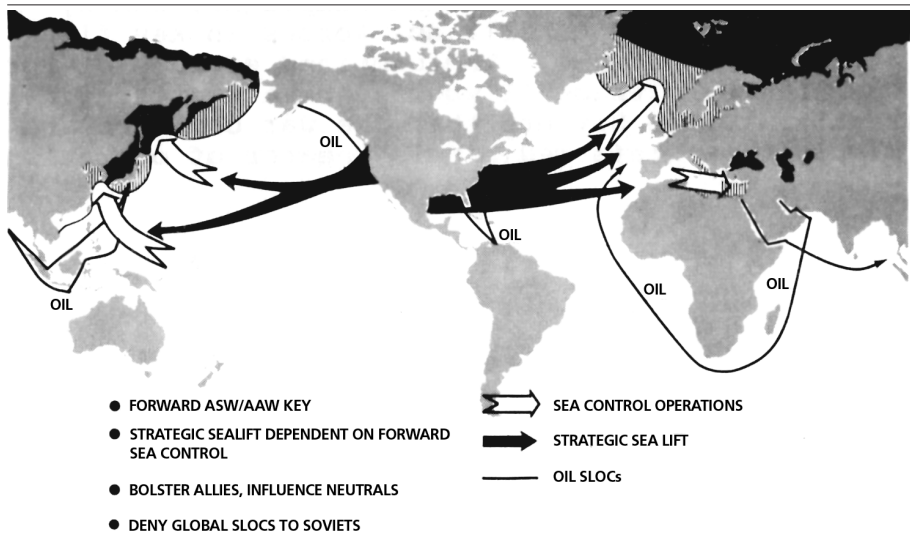 OIL
OIL
OIL
OIL
OIL
● FORWARD ASW/AAW KEY
● STRATEGIC SEALIFT DEPENDENT ON FORWARD
SEA CONTROL
● BOLSTER ALLIES, INFLUENCE NEUTRALS
● DENY GLOBAL SLOCS TO SOVIETS
SEA CONTROL OPERATIONS
STRATEGIC SEA LIFT
OIL SLOCs